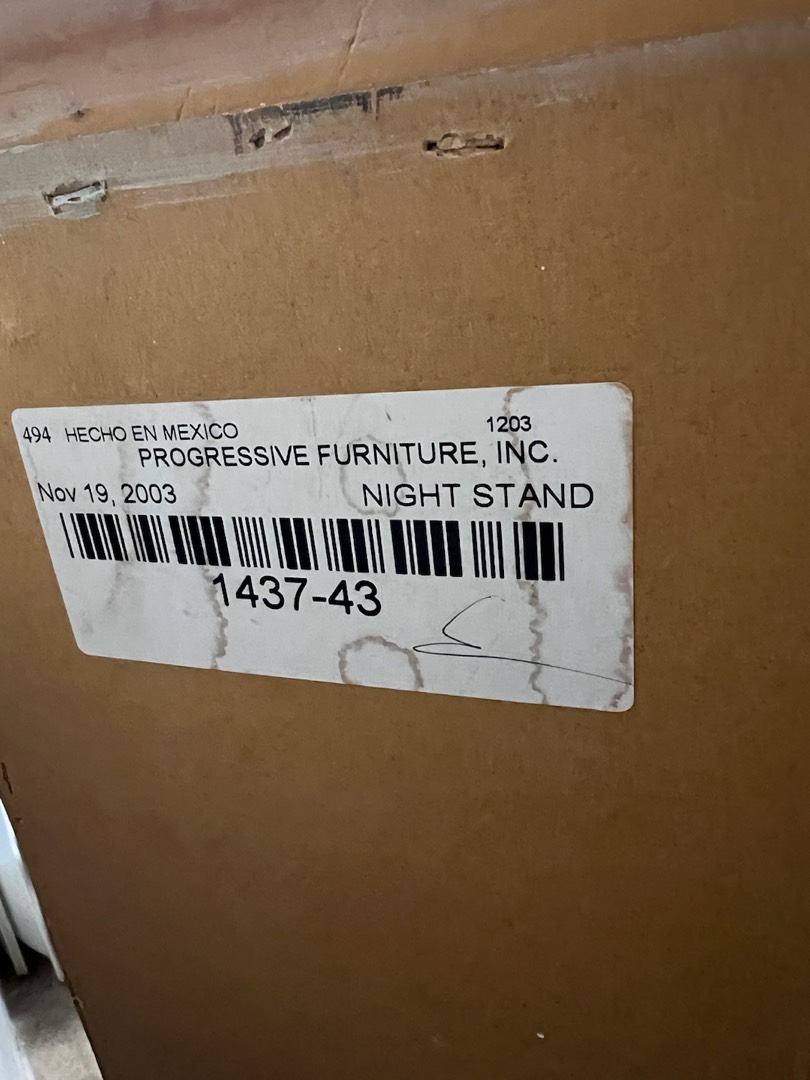 494 HECHO EN MEXICO 1203
PROGRESSIVE FURNITURE, INC.
Nov 19, 2003 NIGHT STAND
1437-43